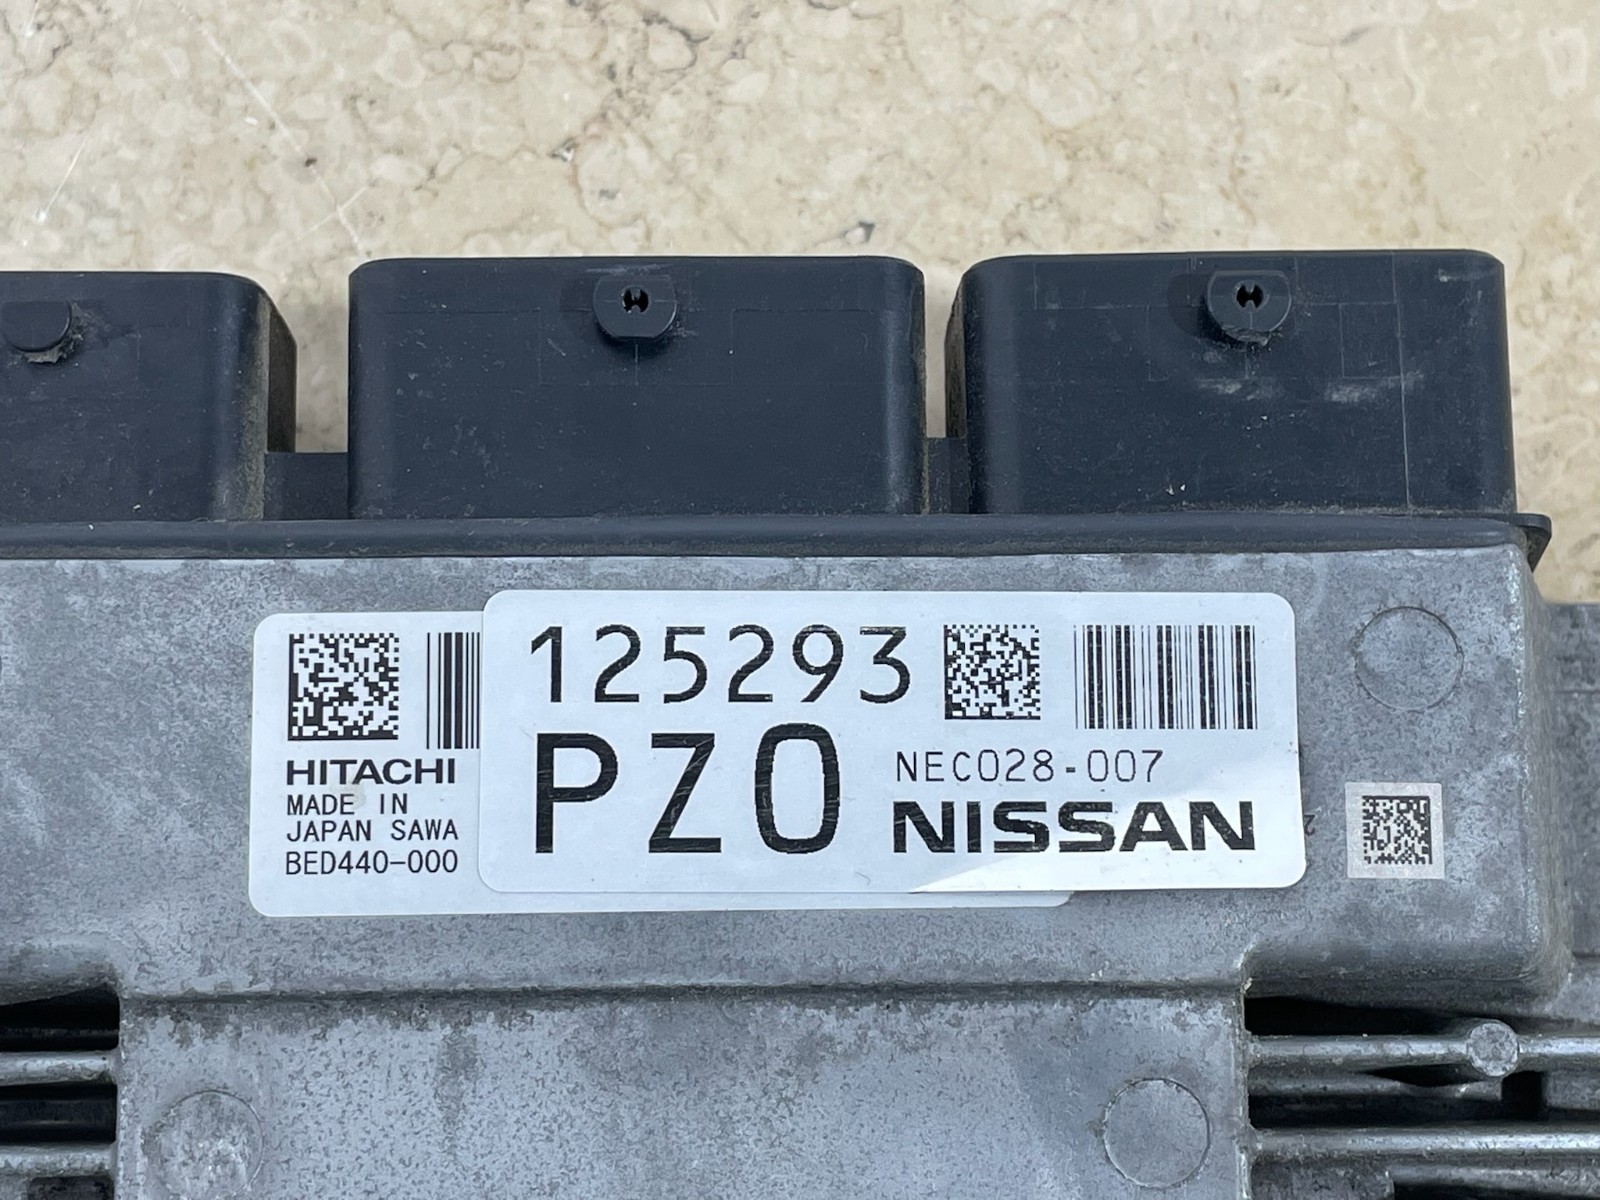 125293
PZ0
NEC028-007
NISSAN
HITACHI
MADE IN
JAPAN SAWA
BED440-000